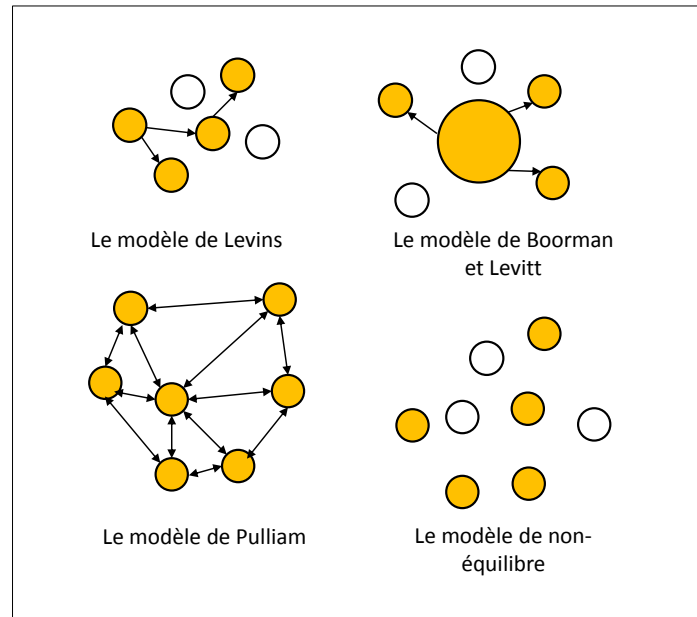 Le modèle de Levins
Le modèle de Boorman
et Levitt
Le modèle de Pulliam
Le modèle de non-
équilibre